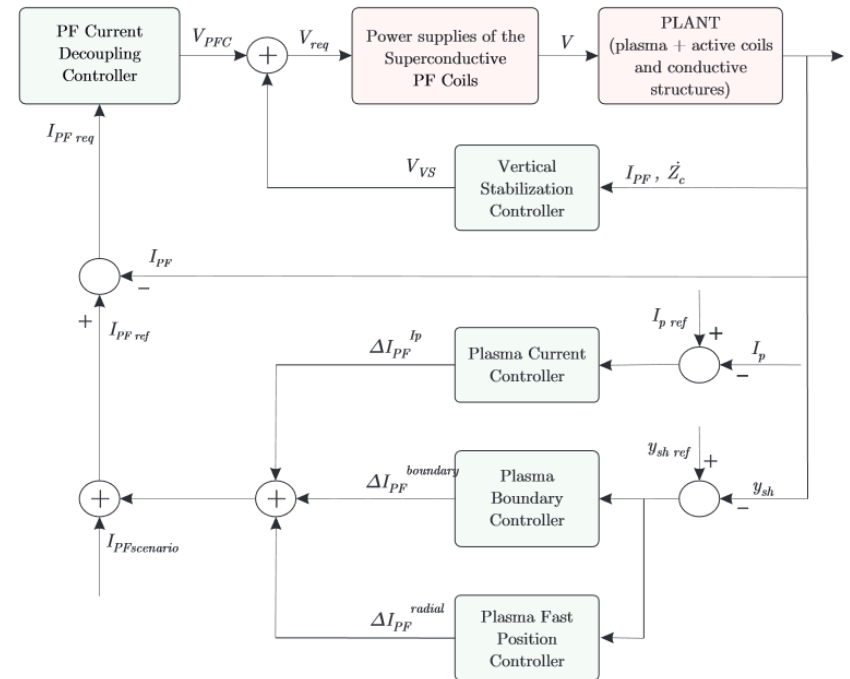 PF Current
Decoupling
Controller
V_PFC
+
V_req
Power supplies of the
Superconductive
PF Coils
V
PLANT
(plasma + active coils
and conductive
structures)
I_PF req
V_VS
Vertical
Stabilization
Controller
I_PF , Ż_c
I_PF
−
+
I_PF ref
I_p ref
+
ΔI_PF^Ip
Plasma Current
Controller
I_p
−
y_sh ref
+
ΔI_PF^boundary
Plasma
Boundary
Controller
y_sh
−
+
+
I_PFscenario
ΔI_PF^radial
Plasma Fast
Position
Controller